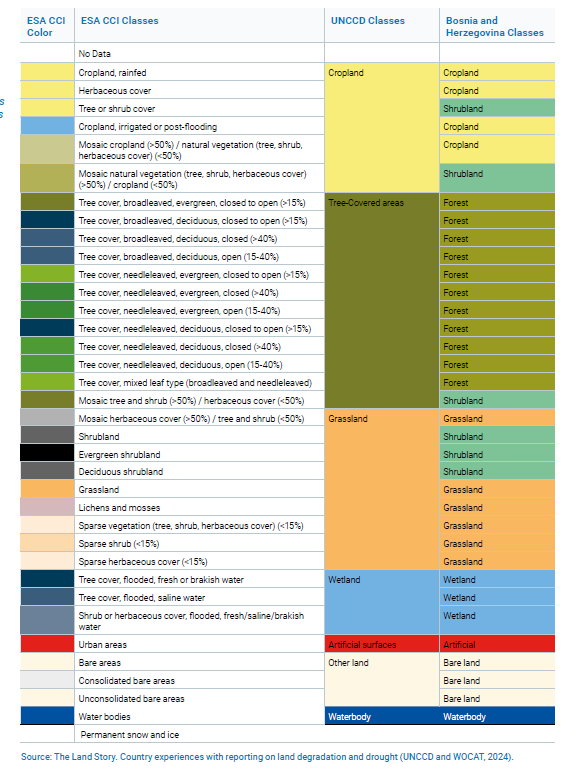 ESA CCI Color ESA CCI Classes UNCCD Classes Bosnia and Herzegovina Classes
No Data
Cropland, rainfed Cropland Cropland
Herbaceous cover Cropland
Tree or shrub cover Shrubland
Cropland, irrigated or post-flooding Cropland
Mosaic cropland (>50%) / natural vegetation (tree, shrub, herbaceous cover) (<50%) Cropland
Mosaic natural vegetation (tree, shrub, herbaceous cover) (>50%) / cropland (<50%) Shrubland
Tree cover, broadleaved, evergreen, closed to open (>15%) Tree-Covered areas Forest
Tree cover, broadleaved, deciduous, closed to open (>15%) Forest
Tree cover, broadleaved, deciduous, closed (>40%) Forest
Tree cover, broadleaved, deciduous, open (15-40%) Forest
Tree cover, needleleaved, evergreen, closed to open (>15%) Forest
Tree cover, needleleaved, evergreen, closed (>40%) Forest
Tree cover, needleleaved, evergreen, open (15-40%) Forest
Tree cover, needleleaved, deciduous, closed to open (>15%) Forest
Tree cover, needleleaved, deciduous, closed (>40%) Forest
Tree cover, needleleaved, deciduous, open (15-40%) Forest
Tree cover, mixed leaf type (broadleaved and needleleaved) Forest
Mosaic tree and shrub (>50%) / herbaceous cover (<50%) Shrubland
Mosaic herbaceous cover (>50%) / tree and shrub (<50%) Grassland Grassland
Shrubland Shrubland
Evergreen shrubland Shrubland
Deciduous shrubland Shrubland
Grassland Grassland
Lichens and mosses Grassland
Sparse vegetation (tree, shrub, herbaceous cover) (<15%) Grassland
Sparse shrub (<15%) Grassland
Sparse herbaceous cover (<15%) Grassland
Tree cover, flooded, fresh or brakish water Wetland Wetland
Tree cover, flooded, saline water Wetland
Shrub or herbaceous cover, flooded, fresh/saline/brakish water Wetland
Urban areas Artificial surfaces Artificial
Bare areas Other land Bare land
Consolidated bare areas Bare land
Unconsolidated bare areas Bare land
Water bodies Waterbody Waterbody
Permanent snow and ice
Source: The Land Story. Country experiences with reporting on land degradation and drought (UNCCD and WOCAT, 2024).